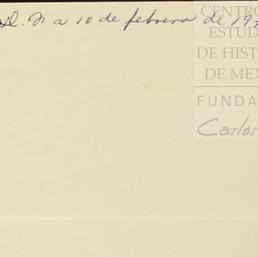 N a 10 de febrero de 19
CENTRO
ESTUD
DE HIST
DE MEX
FUNDA
Carlos